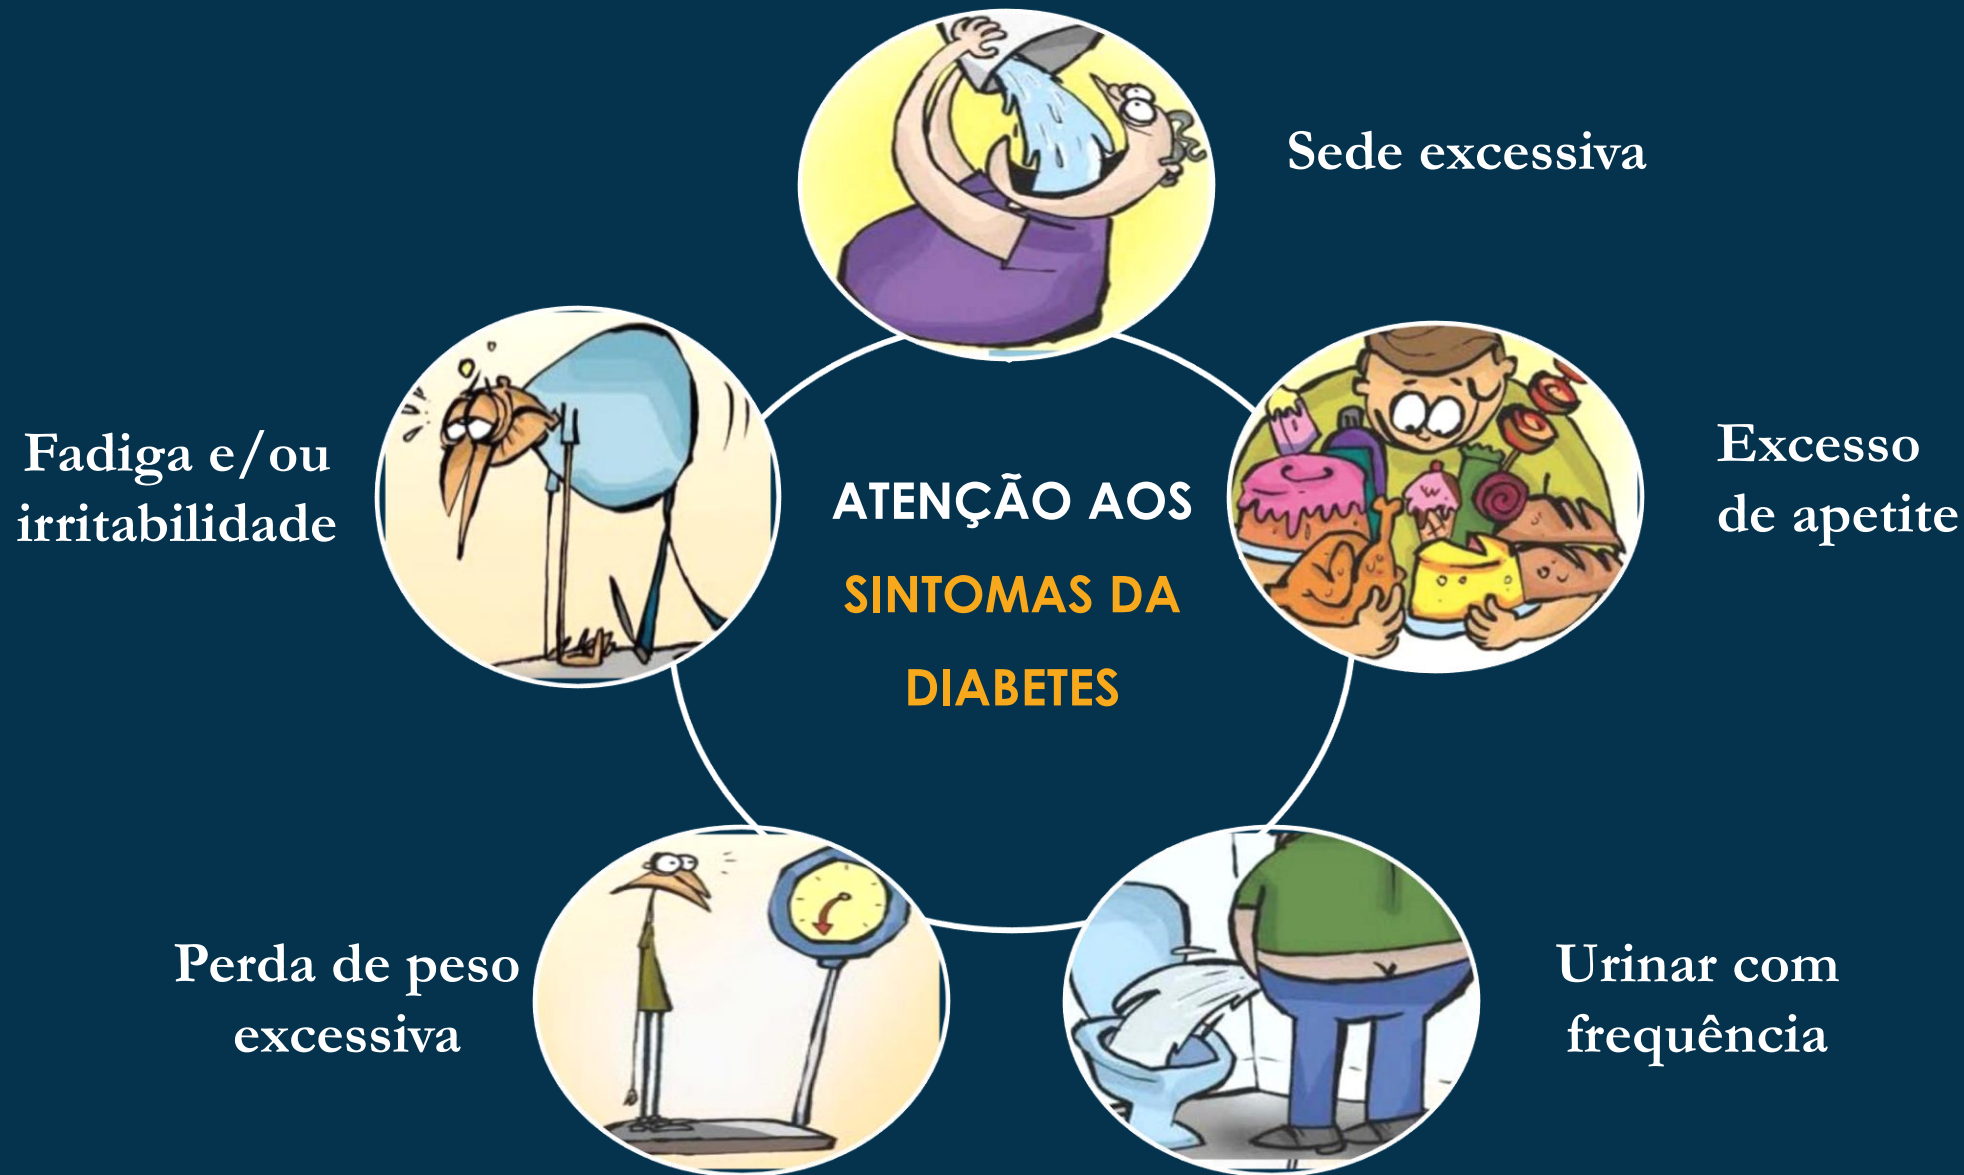 Sede excessiva
Excesso
de apetite
Urinar com
frequência
Perda de peso
excessiva
Fadiga e/ou
irritabilidade
ATENÇÃO AOS
SINTOMAS DA
DIABETES